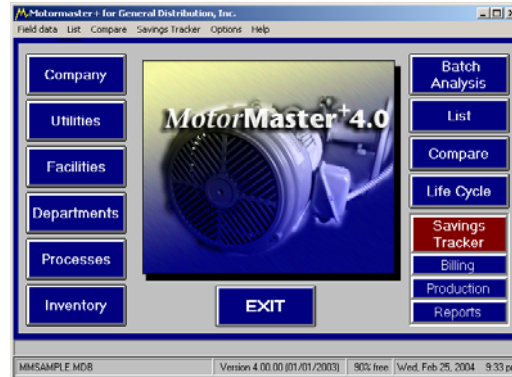 Motormaster+ for General Distribution, Inc.
Field data List Compare Savings Tracker Options Help
Company
Utilities
Facilities
Departments
Processes
Inventory
MotorMaster+4.0
EXIT
Batch
Analysis
List
Compare
Life Cycle
Savings
Tracker
Billing
Production
Reports
MMSAMPLE.MDB Version 4.00.00 (01/01/2003) 90% free Wed, Feb 25, 2004 9:33 p